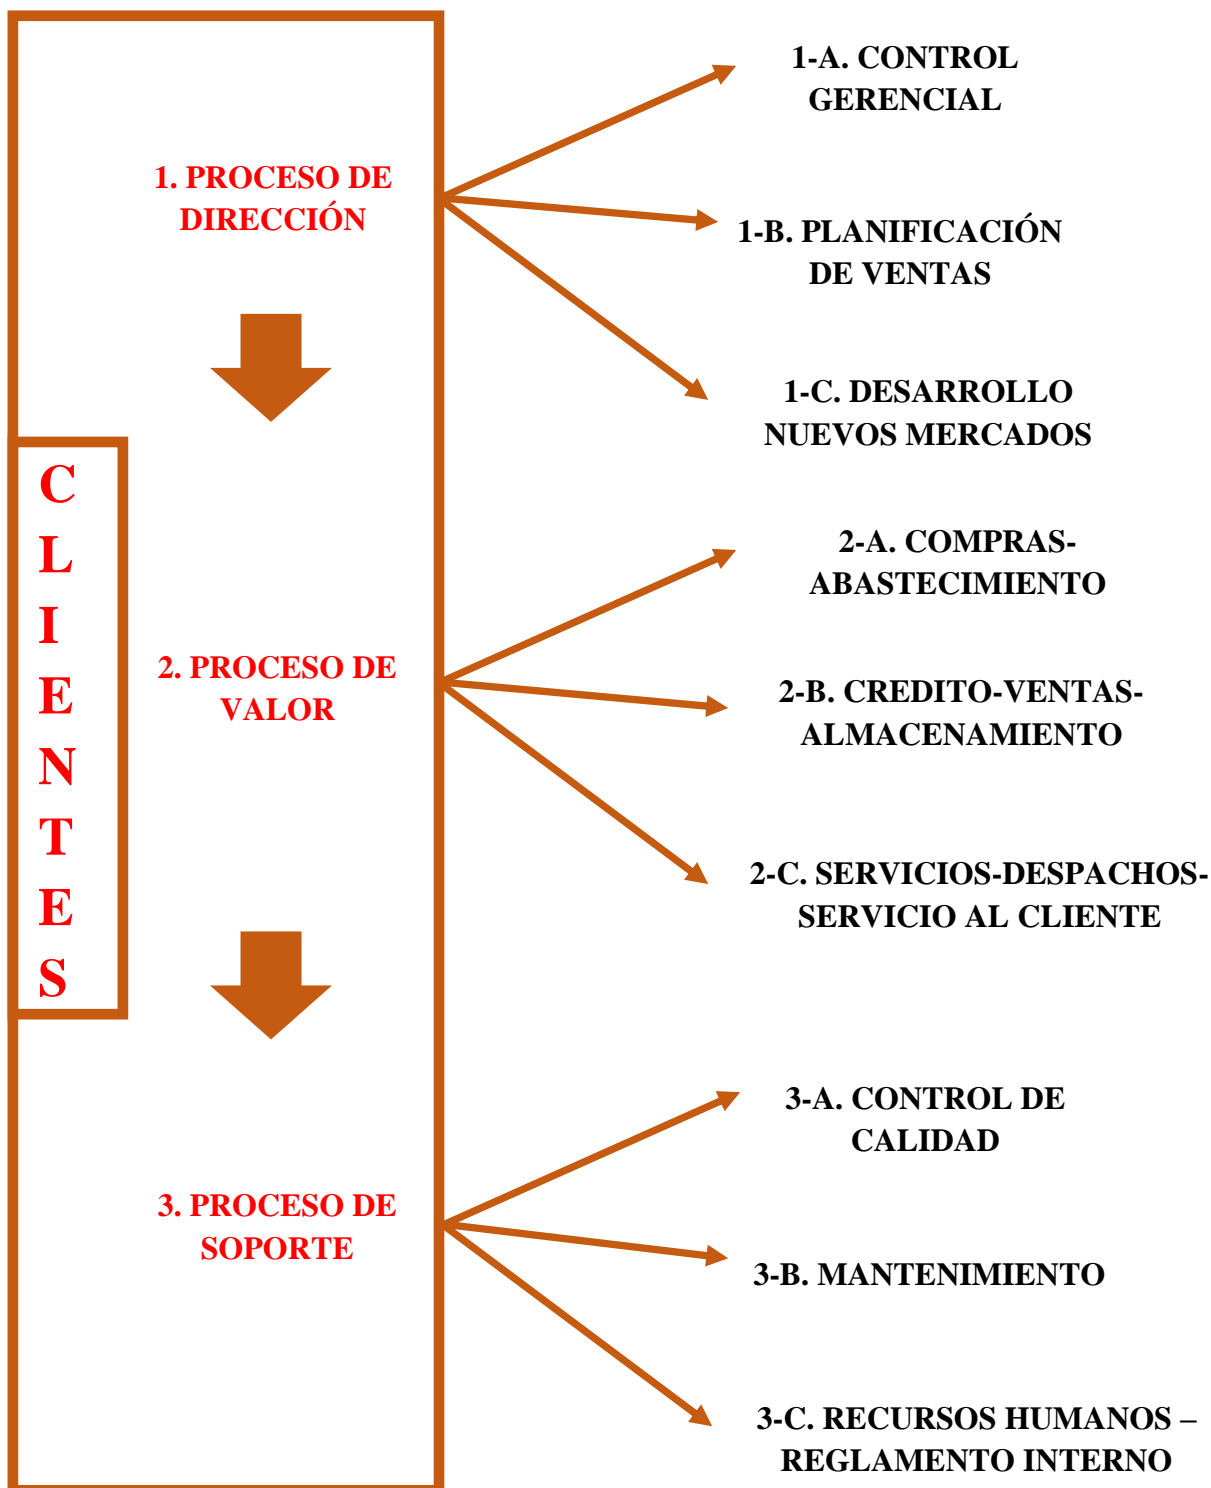 1. PROCESO DE
DIRECCIÓN
1-A. CONTROL
GERENCIAL
1-B. PLANIFICACIÓN
DE VENTAS
1-C. DESARROLLO
NUEVOS MERCADOS
C
L
I
E
N
T
E
S
2. PROCESO DE
VALOR
2-A. COMPRAS-
ABASTECIMIENTO
2-B. CREDITO-VENTAS-
ALMACENAMIENTO
2-C. SERVICIOS-DESPACHOS-
SERVICIO AL CLIENTE
3. PROCESO DE
SOPORTE
3-A. CONTROL DE
CALIDAD
3-B. MANTENIMIENTO
3-C. RECURSOS HUMANOS –
REGLAMENTO INTERNO